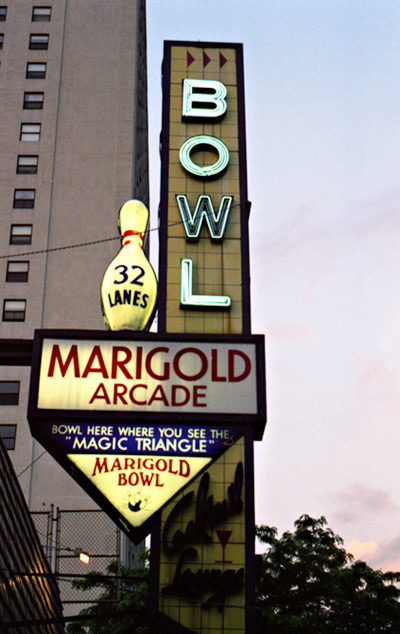 BOWL
32
LANES
MARIGOLD
ARCADE
BOWL HERE WHERE YOU SEE THE
"MAGIC TRIANGLE"
MARIGOLD
BOWL
Cocktail
Lounge